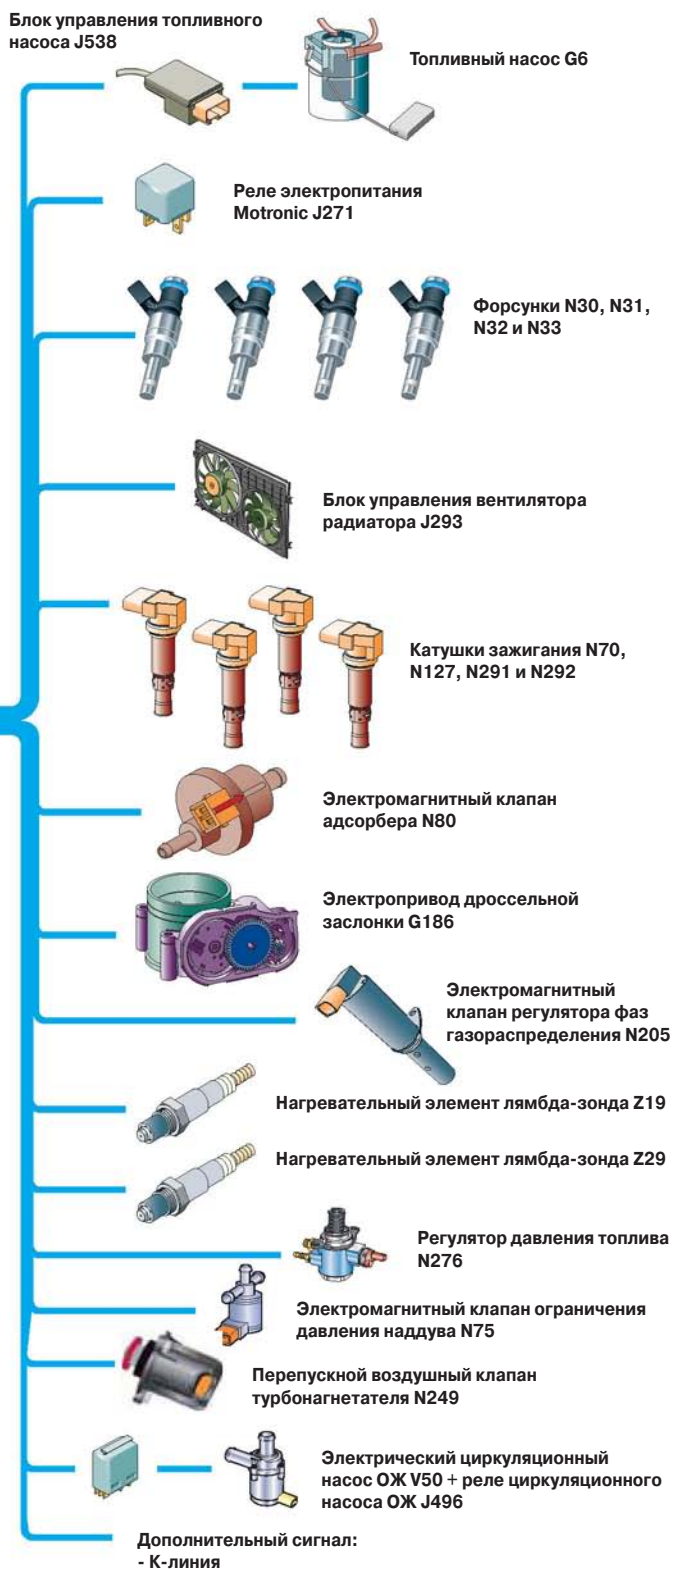 Блок управления топливного
насоса J538
Топливный насос G6
Реле электропитания
Motronic J271
Форсунки N30, N31,
N32 и N33
Блок управления вентилятора
радиатора J293
Катушки зажигания N70,
N127, N291 и N292
Электромагнитный клапан
адсорбера N80
Электропривод дроссельной
заслонки G186
Электромагнитный
клапан регулятора фаз
газораспределения N205
Нагревательный элемент лямбда-зонда Z19
Нагревательный элемент лямбда-зонда Z29
Регулятор давления топлива
N276
Электромагнитный клапан ограничения
давления наддува N75
Перепускной воздушный клапан
турбонагнетателя N249
Электрический циркуляционный
насос ОЖ V50 + реле циркуляционного
насоса ОЖ J496
Дополнительный сигнал:
- К-линия